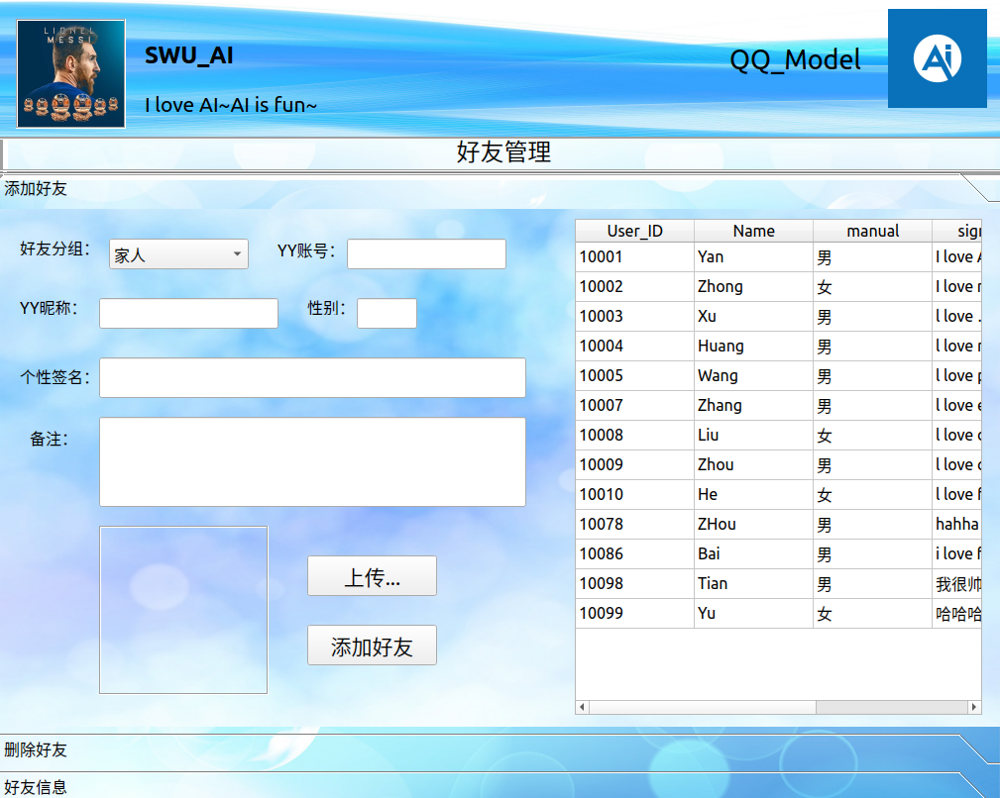 LIONEL
MESSI
SWU_AI
I love AI~AI is fun~
QQ_Model
Ai
好友管理
添加好友
好友分组：
家人
YY账号：
YY昵称：
性别：
个性签名：
备注：
上传...
添加好友
User_ID Name manual
10001 Yan 男 I love
10002 Zhong 女 I love
10003 Xu 男 l love .
10004 Huang 男 l love
10005 Wang 男 l love
10007 Zhang 男 l love
10008 Liu 女 l love
10009 Zhou 男 l love
10010 He 女 l love
10078 ZHou 男 hahha
10086 Bai 男 i love
10098 Tian 男 我很帅
10099 Yu 女 哈哈哈
删除好友
好友信息